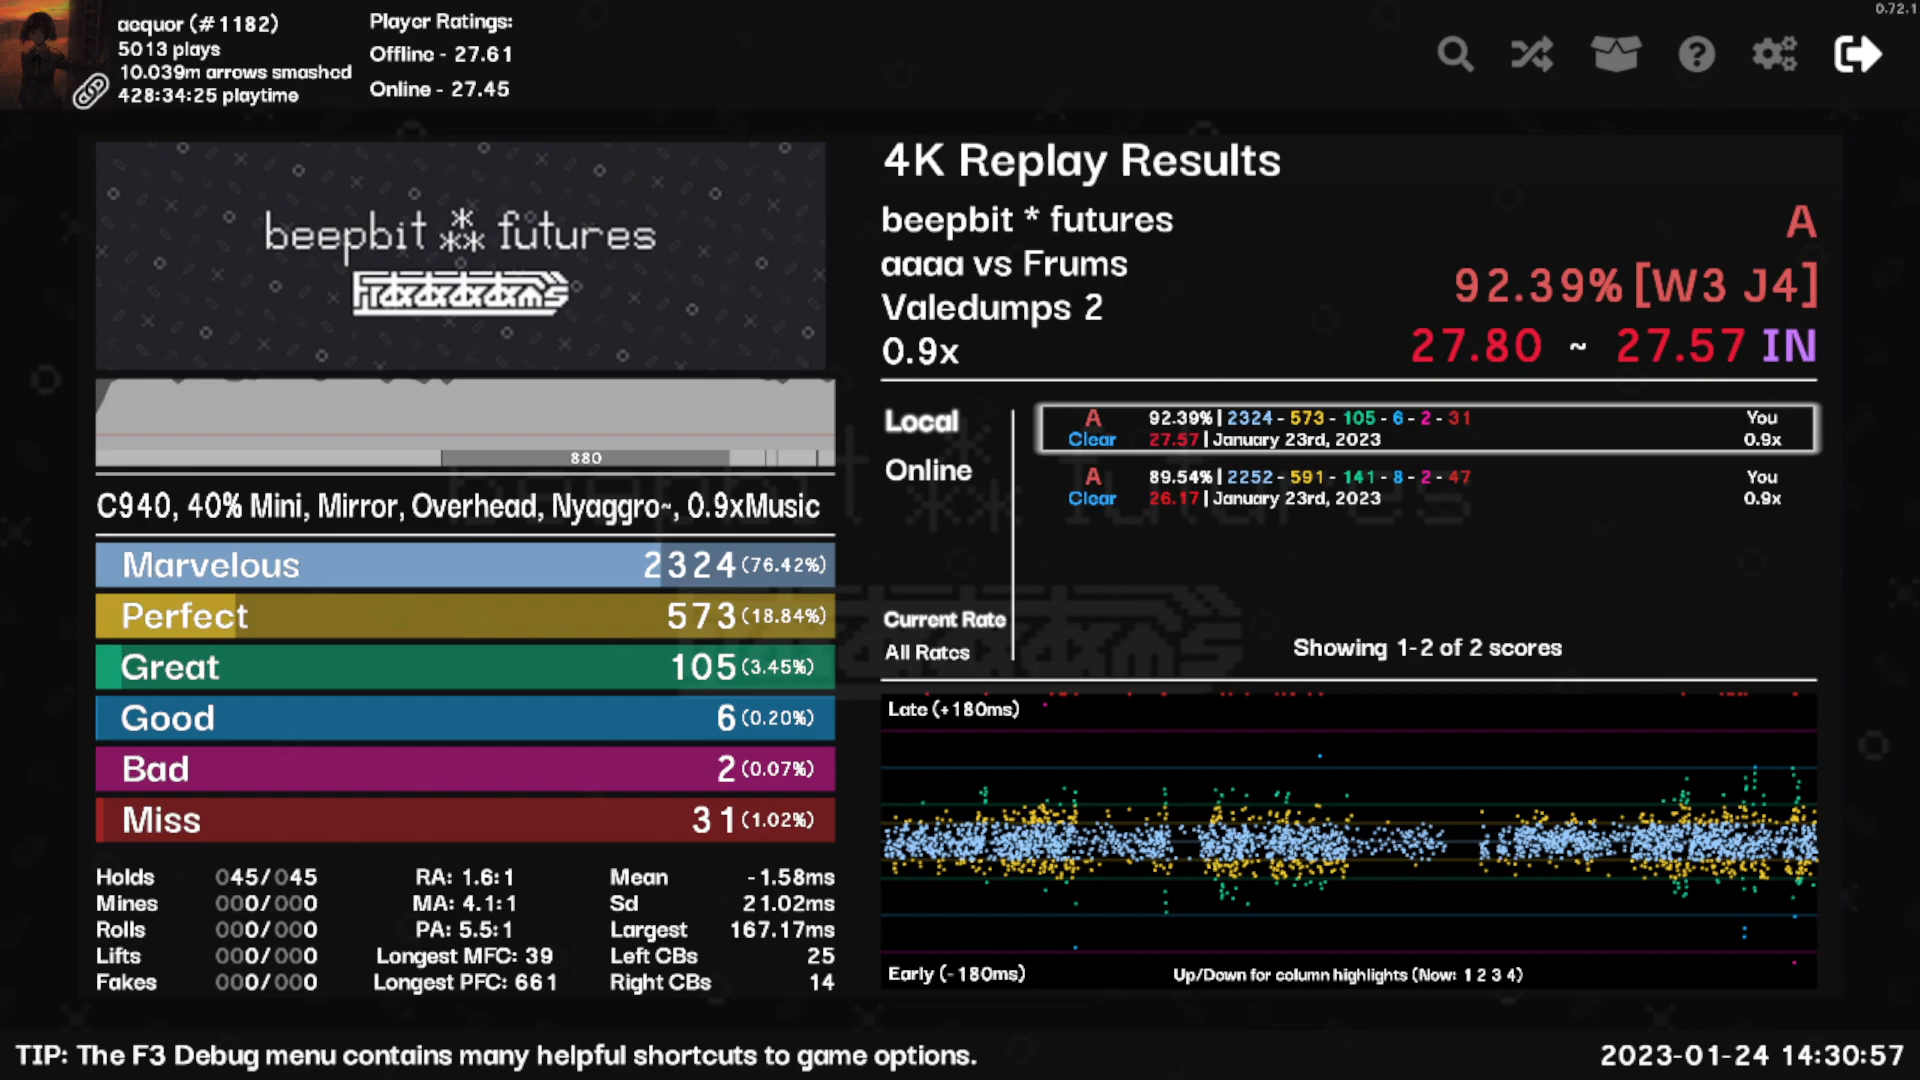 0.72.1
aequor (#1182)
5013 plays
10.039m arrows smashed
428:34:25 playtime
Player Ratings:
Offline - 27.61
Online - 27.45
beepbit ⁂ futures
4K Replay Results
beepbit * futures
aaaa vs Frums
Valedumps 2
0.9x
A
92.39% [W3 J4]
27.80 ~ 27.57 IN
880
C940, 40% Mini, Mirror, Overhead, Nyaggro~, 0.9xMusic
Marvelous 2324 (76.42%)
Perfect 573 (18.84%)
Great 105 (3.45%)
Good 6 (0.20%)
Bad 2 (0.07%)
Miss 31 (1.02%)
Holds 045/045
Mines 000/000
Rolls 000/000
Lifts 000/000
Fakes 000/000
RA: 1.6:1
MA: 4.1:1
PA: 5.5:1
Longest MFC: 39
Longest PFC: 661
Mean -1.58ms
Sd 21.02ms
Largest 167.17ms
Left CBs 25
Right CBs 14
Local
Online
Current Rate
All Rates
A 92.39% | 2324 - 573 - 105 - 6 - 2 - 31 You
Clear 27.57 | January 23rd, 2023 0.9x
A 89.54% | 2252 - 591 - 141 - 8 - 2 - 47 You
Clear 26.17 | January 23rd, 2023 0.9x
Showing 1-2 of 2 scores
Late (+180ms)
Early (-180ms)
Up/Down for column highlights (Now: 1 2 3 4)
TIP: The F3 Debug menu contains many helpful shortcuts to game options.
2023-01-24 14:30:57